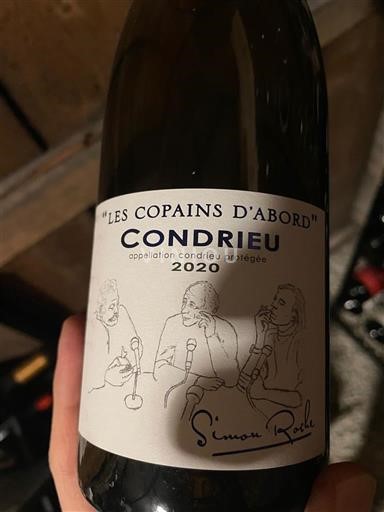 "LES COPAINS D'ABORD"
CONDRIEU
appellation condrieu protégée
2020
Simon Roche